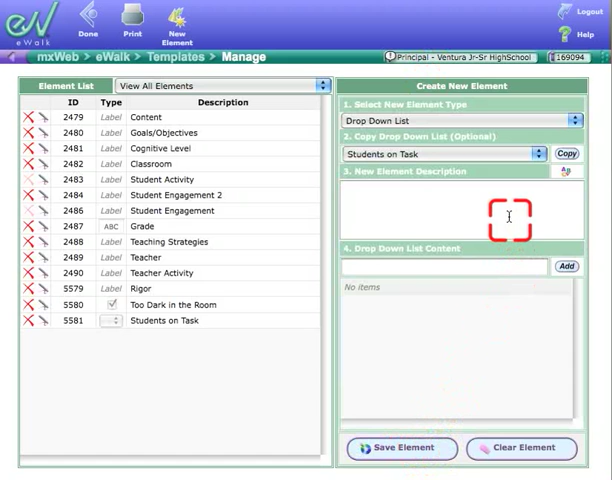 eW
eWalk
Done
Print
New Element
Logout
Help
mxWeb > eWalk > Templates > Manage
Principal - Ventura Jr-Sr HighSchool
169094
Element List
View All Elements
ID Type Description
2479 Label Content
2480 Label Goals/Objectives
2481 Label Cognitive Level
2482 Label Classroom
2483 Label Student Activity
2484 Label Student Engagement 2
2486 Label Student Engagement
2487 ABC Grade
2488 Label Teaching Strategies
2489 Label Teacher
2490 Label Teacher Activity
5579 Label Rigor
5580 Too Dark in the Room
5581 Students on Task
Create New Element
1. Select New Element Type
Drop Down List
2. Copy Drop Down List (Optional)
Students on Task
Copy
3. New Element Description
4. Drop Down List Content
Add
No items
Save Element
Clear Element